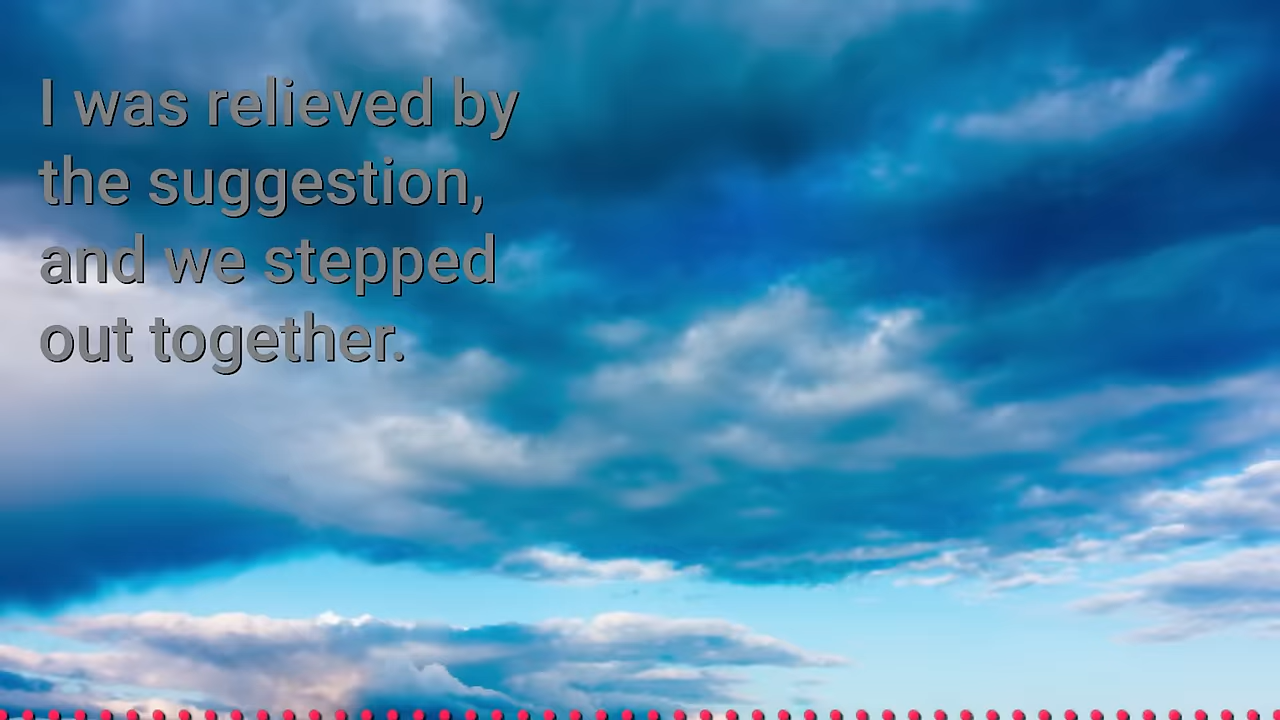 I was relieved by
the suggestion,
and we stepped
out together.